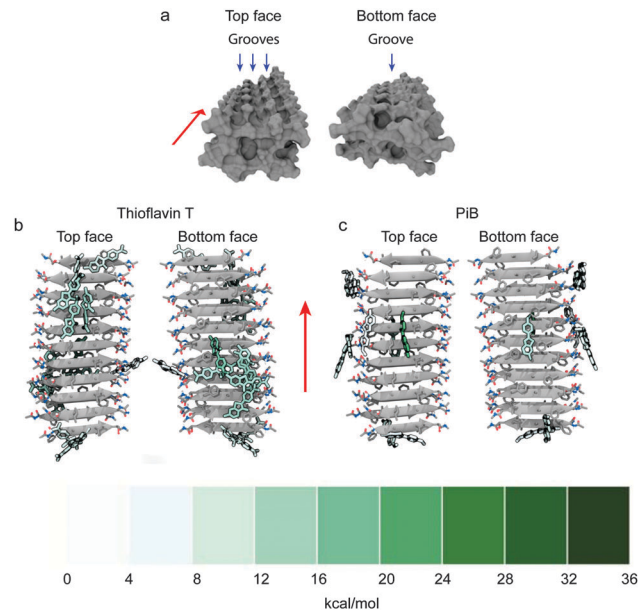 a
Top face
Bottom face
Grooves
Groove
Thioflavin T
PiB
b
Top face
Bottom face
c
Top face
Bottom face
0 4 8 12 16 20 24 28 32 36
kcal/mol